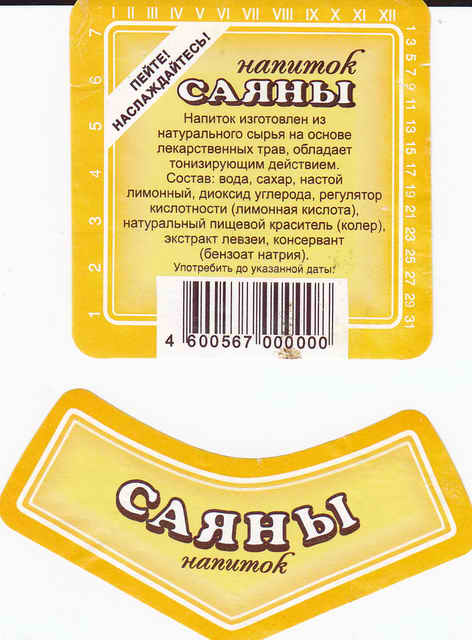 I II III IV V VI VII VIII IX X XI XII
ПЕЙТЕ!
НАСЛАЖДАЙТЕСЬ!
напиток
САЯНЫ
Напиток изготовлен из
натурального сырья на основе
лекарственных трав, обладает
тонизирующим действием.
Состав: вода, сахар, настой
лимонный, диоксид углерода, регулятор
кислотности (лимонная кислота),
натуральный пищевой краситель (колер),
экстракт левзеи, консервант
(бензоат натрия).
Употребить до указанной даты:
1 2 3 4 5 6 7
1 3 5 7 9 11 13 15 17 19 21 23 25 27 29 31
4 600567 000000
САЯНЫ
напиток